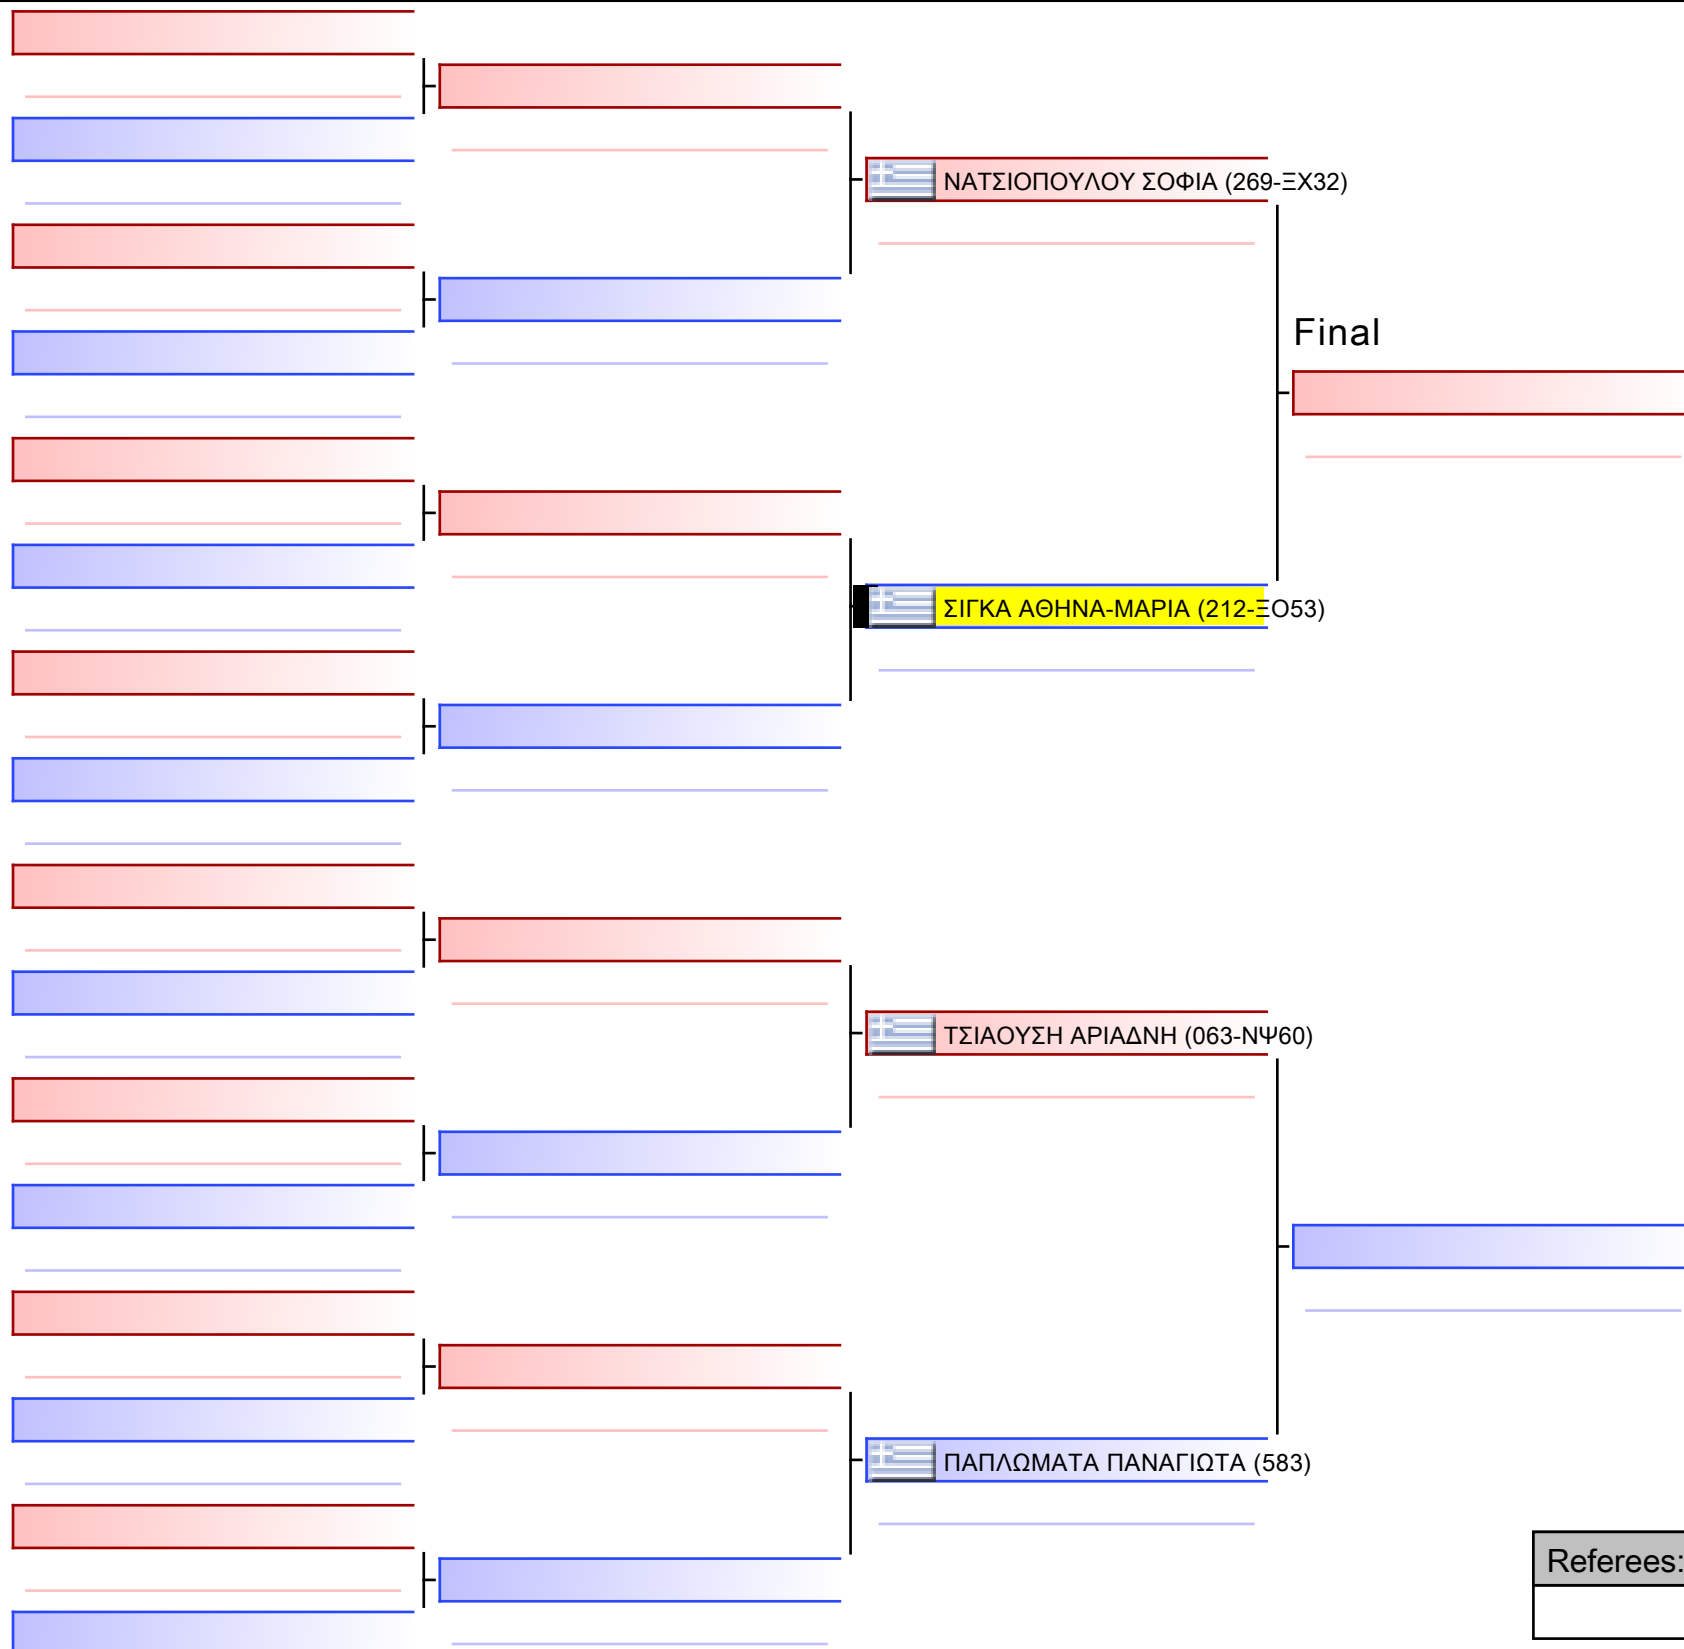 ΝΑΤΣΙΟΠΟΥΛΟΥ ΣΟΦΙΑ (269-ΞΧ32)
Final
ΣΙΓΚΑ ΑΘΗΝΑ-ΜΑΡΙΑ (212-ΞΟ53)
ΤΣΙΑΟΥΣΗ ΑΡΙΑΔΝΗ (063-ΝΨ60)
ΠΑΠΛΩΜΑΤΑ ΠΑΝΑΓΙΩΤΑ (583)
Referees: